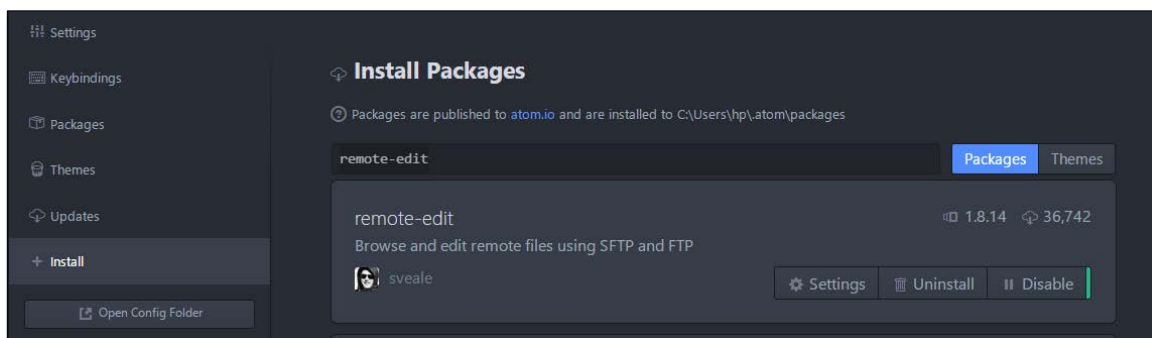 Settings
Keybindings
Packages
Themes
Updates
Install
Open Config Folder
Install Packages
Packages are published to atom.io and are installed to C:\Users\hp\.atom\packages
remote-edit
Packages Themes
remote-edit
1.8.14 36,742
Browse and edit remote files using SFTP and FTP
sveale
Settings Uninstall Disable